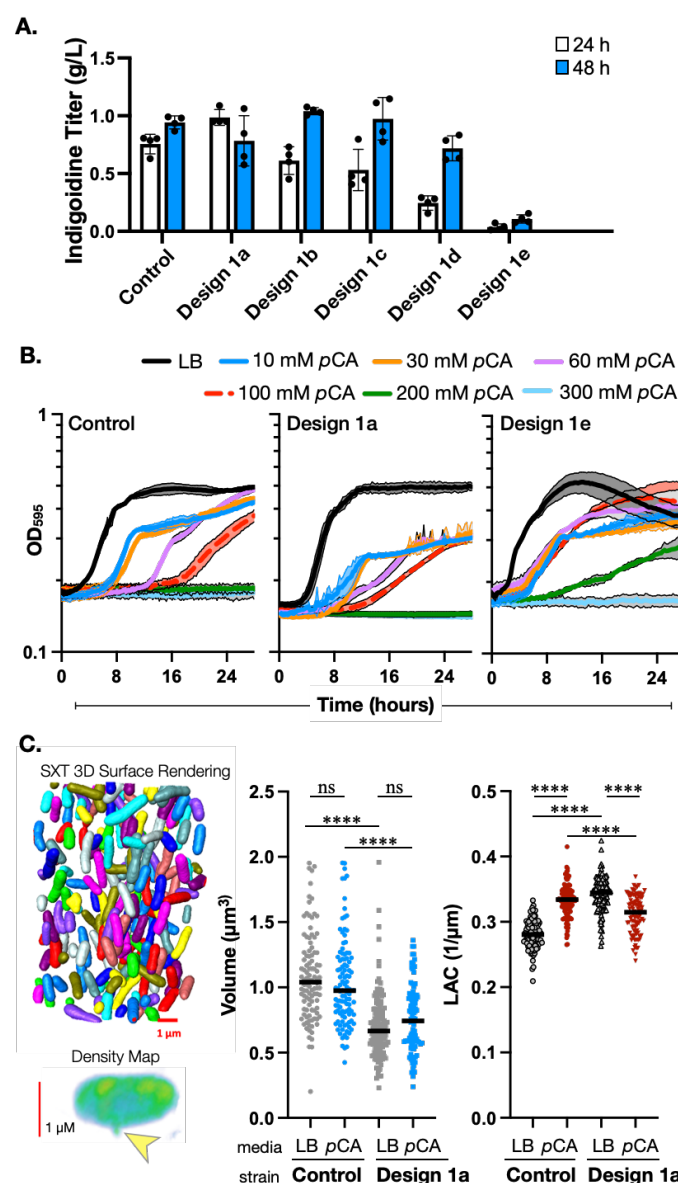 A.
24 h
48 h
Indigoidine Titer (g/L)
1.5
1.0
0.5
0.0
Control
Design 1a
Design 1b
Design 1c
Design 1d
Design 1e
B.
LB 10 mM pCA 30 mM pCA 60 mM pCA
100 mM pCA 200 mM pCA 300 mM pCA
Control
Design 1a
Design 1e
OD595
1
0.1
0 8 16 24
0 8 16 24
0 8 16 24
Time (hours)
C.
SXT 3D Surface Rendering
1 µm
Density Map
1 µM
Volume (µm³)
2.5
2.0
1.5
1.0
0.5
0.0
ns ns
****
****
LAC (1/µm)
0.5
0.4
0.3
0.2
0.1
0.0
**** ****
****
****
media LB pCA LB pCA
strain Control Design 1a
LB pCA LB pCA
Control Design 1a